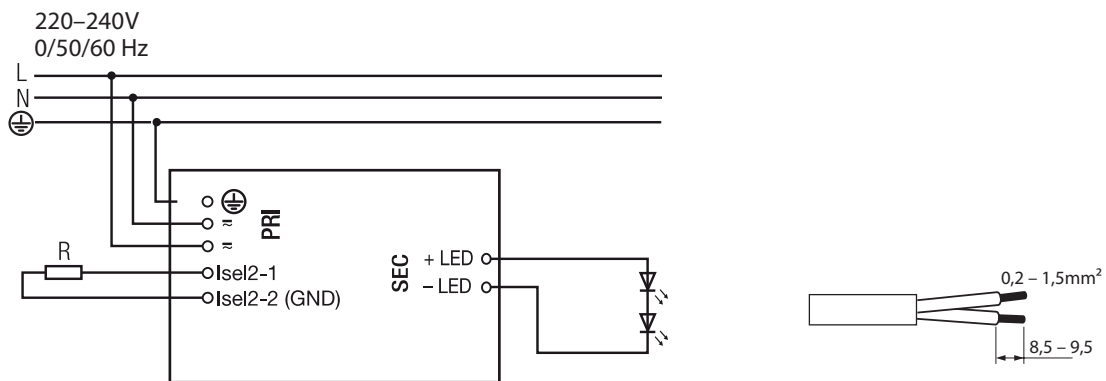 220–240V
0/50/60 Hz
L
N
PRI
≂
≂
R
Isel2-1
Isel2-2 (GND)
SEC
+ LED
– LED
0,2 – 1,5mm²
8,5 – 9,5